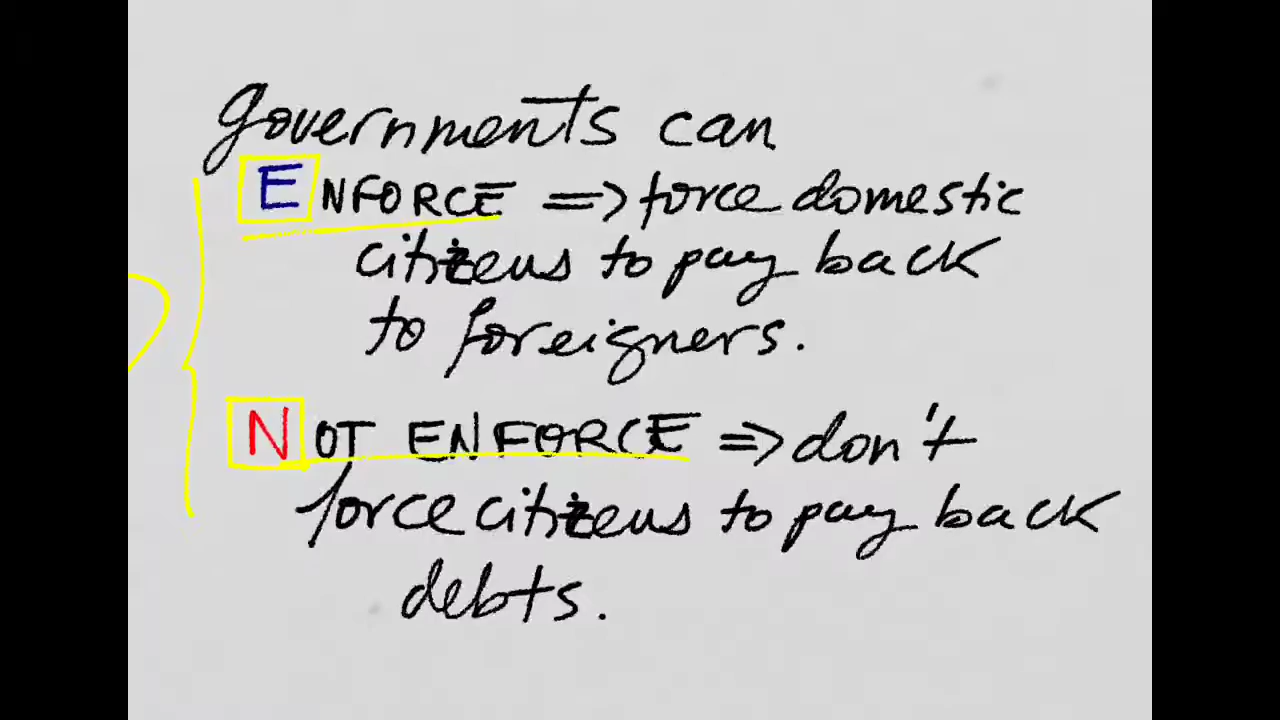 Governments can
ENFORCE => force domestic
citizens to pay back
to foreigners.
NOT ENFORCE => don't
force citizens to pay back
debts.